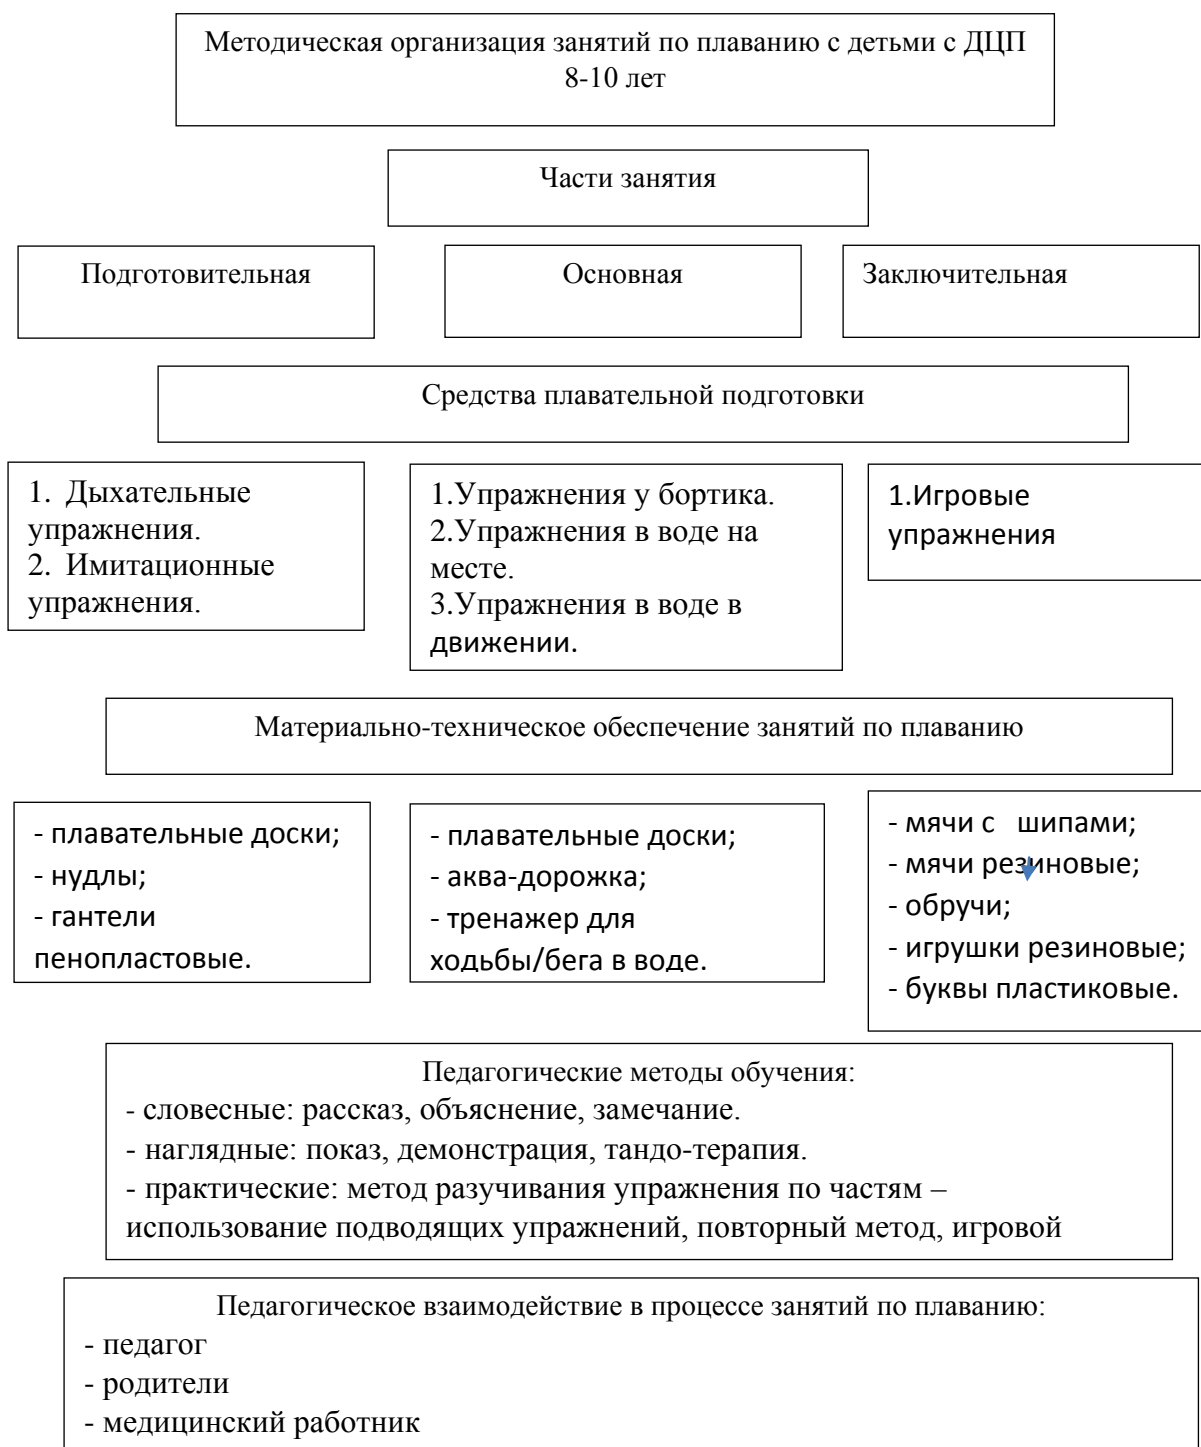 Методическая организация занятий по плаванию с детьми с ДЦП
8-10 лет
Части занятия
Подготовительная
Основная
Заключительная
Средства плавательной подготовки
1. Дыхательные
упражнения.
2. Имитационные
упражнения.
1.Упражнения у бортика.
2.Упражнения в воде на
месте.
3.Упражнения в воде в
движении.
1.Игровые
упражнения
Материально-техническое обеспечение занятий по плаванию
- плавательные доски;
- нудлы;
- гантели
пенопластовые.
- плавательные доски;
- аква-дорожка;
- тренажер для
ходьбы/бега в воде.
- мячи с шипами;
- мячи резиновые;
- обручи;
- игрушки резиновые;
- буквы пластиковые.
Педагогические методы обучения:
- словесные: рассказ, объяснение, замечание.
- наглядные: показ, демонстрация, тандо-терапия.
- практические: метод разучивания упражнения по частям –
использование подводящих упражнений, повторный метод, игровой
Педагогическое взаимодействие в процессе занятий по плаванию:
- педагог
- родители
- медицинский работник